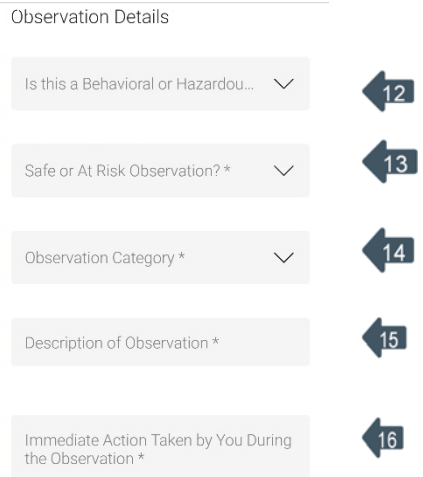 Observation Details
Is this a Behavioral or Hazardou...
12
Safe or At Risk Observation? *
13
Observation Category *
14
Description of Observation *
15
Immediate Action Taken by You During
the Observation *
16